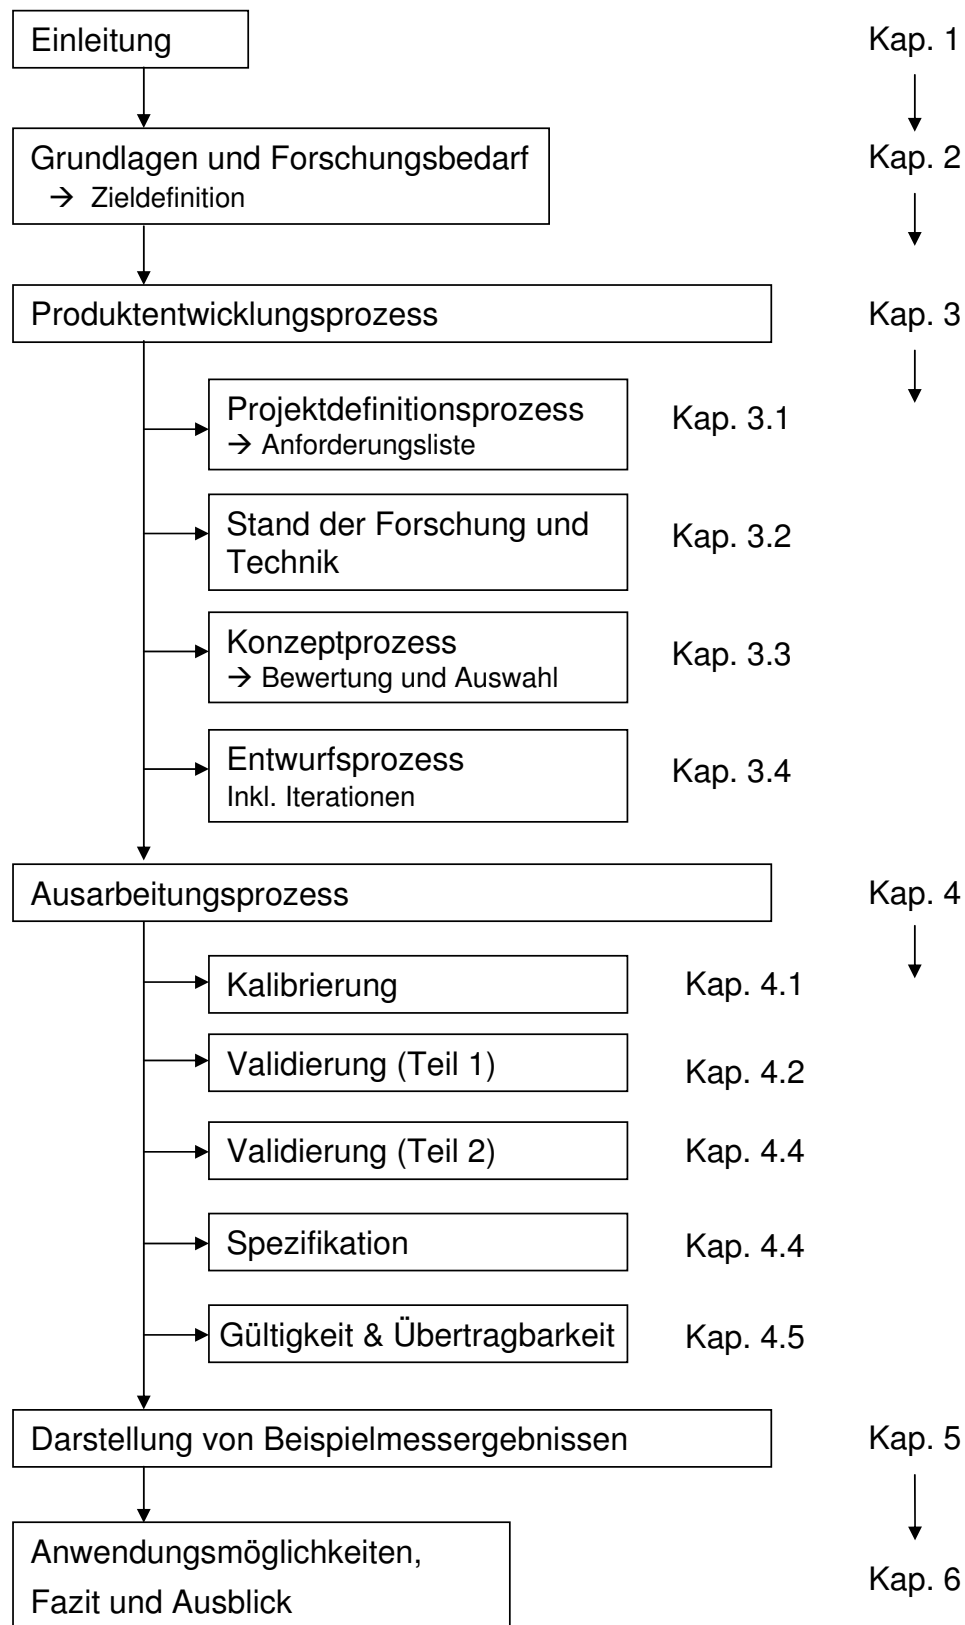 Einleitung Kap. 1
Grundlagen und Forschungsbedarf Kap. 2
→ Zieldefinition
Produktentwicklungsprozess Kap. 3
Projektdefinitionsprozess Kap. 3.1
→ Anforderungsliste
Stand der Forschung und Kap. 3.2
Technik
Konzeptprozess Kap. 3.3
→ Bewertung und Auswahl
Entwurfsprozess Kap. 3.4
Inkl. Iterationen
Ausarbeitungsprozess Kap. 4
Kalibrierung Kap. 4.1
Validierung (Teil 1) Kap. 4.2
Validierung (Teil 2) Kap. 4.4
Spezifikation Kap. 4.4
Gültigkeit & Übertragbarkeit Kap. 4.5
Darstellung von Beispielmessergebnissen Kap. 5
Anwendungsmöglichkeiten, Kap. 6
Fazit und Ausblick